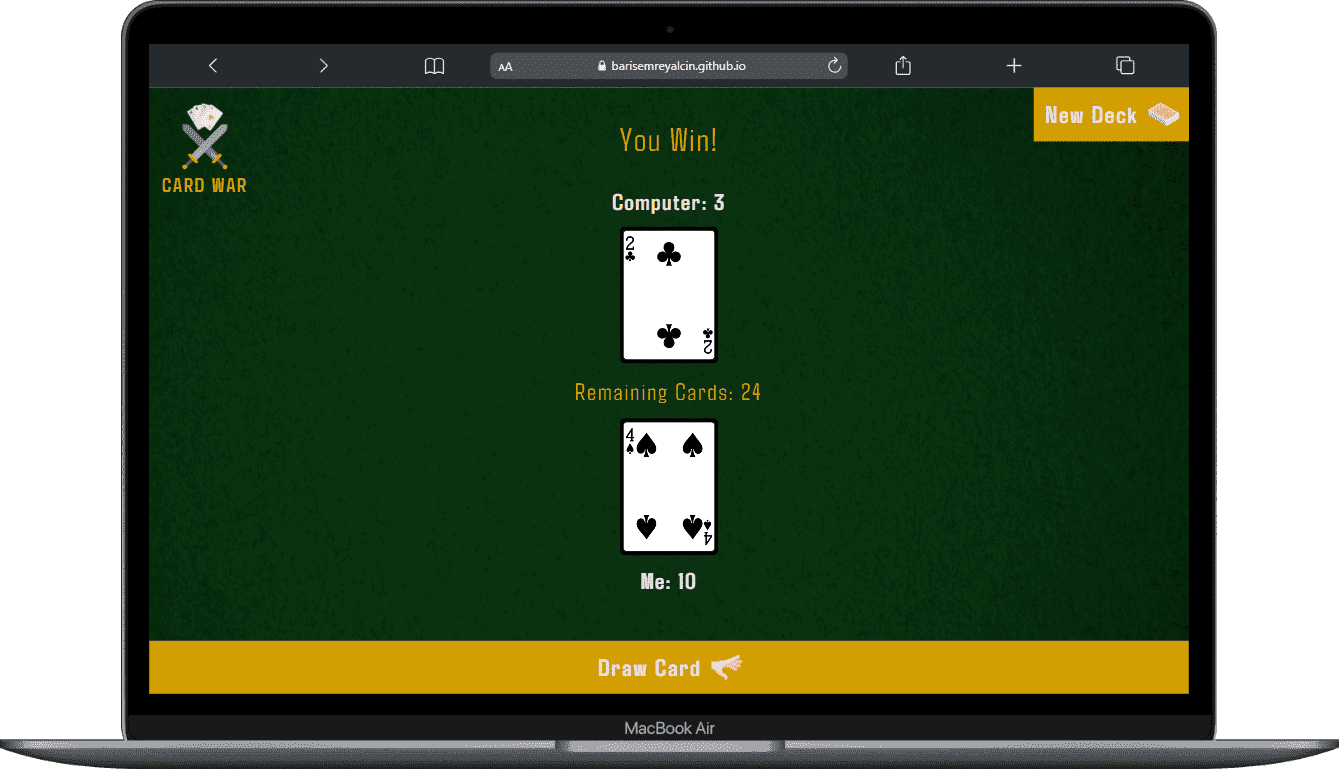 AA barisemreyalcin.github.io
CARD WAR
New Deck
You Win!
Computer: 3
2
2
Remaining Cards: 24
4
4
Me: 10
Draw Card
MacBook Air